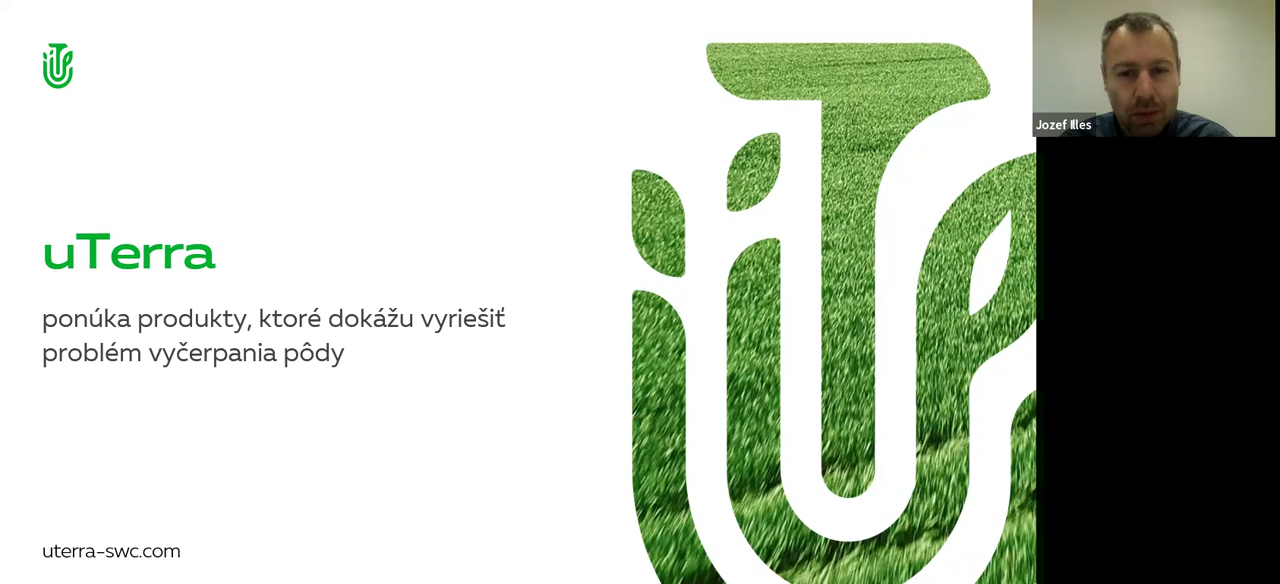 uTerra
ponúka produkty, ktoré dokážu vyriešiť
problém vyčerpania pôdy
uterra-swc.com
Jozef Illes